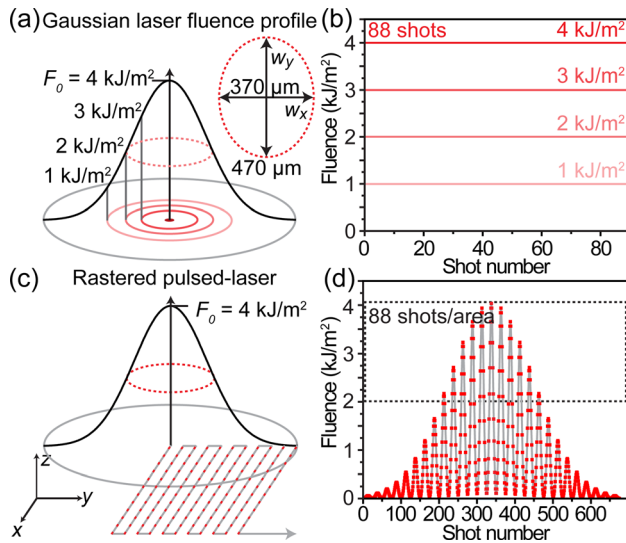 (a) Gaussian laser fluence profile
F₀ = 4 kJ/m²
3 kJ/m²
2 kJ/m²
1 kJ/m²
wy
370 µm
wx
470 µm
(b)
88 shots 4 kJ/m²
3 kJ/m²
2 kJ/m²
1 kJ/m²
Fluence (kJ/m²)
4
3
2
1
0
0 20 40 60 80
Shot number
(c) Rastered pulsed-laser
F₀ = 4 kJ/m²
z
y
x
(d)
88 shots/area
Fluence (kJ/m²)
4
3
2
1
0
0 100 200 300 400 500 600
Shot number